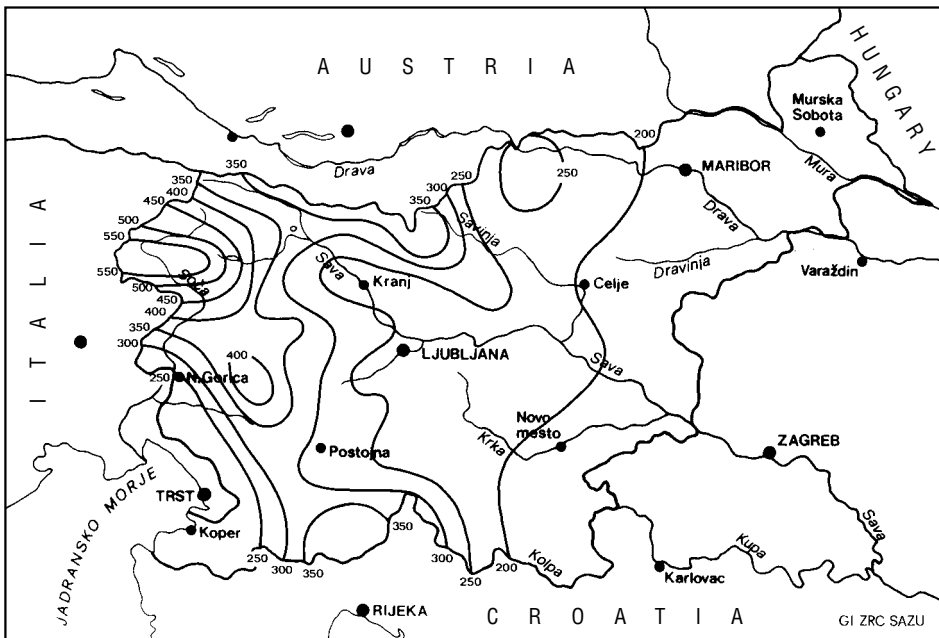 AUSTRIA
HUNGARY
ITALIA
CROATIA
Murska
Sobota
MARIBOR
Mura
Drava
Drava
Dravinja
Varaždin
Savinja
Celje
Sava
Kranj
Soča
LJUBLJANA
Sava
N. Gorica
Krka
Novo
mesto
ZAGREB
Postojna
TRST
Koper
JADRANSKO MORJE
RIJEKA
Kolpa
Kupa
Karlovac
Sava
200
250
350
350
400
450
500
550
550
500
450
400
350
300
250
400
250
300
350
250
300
350
350
300
250
200
GI ZRC SAZU